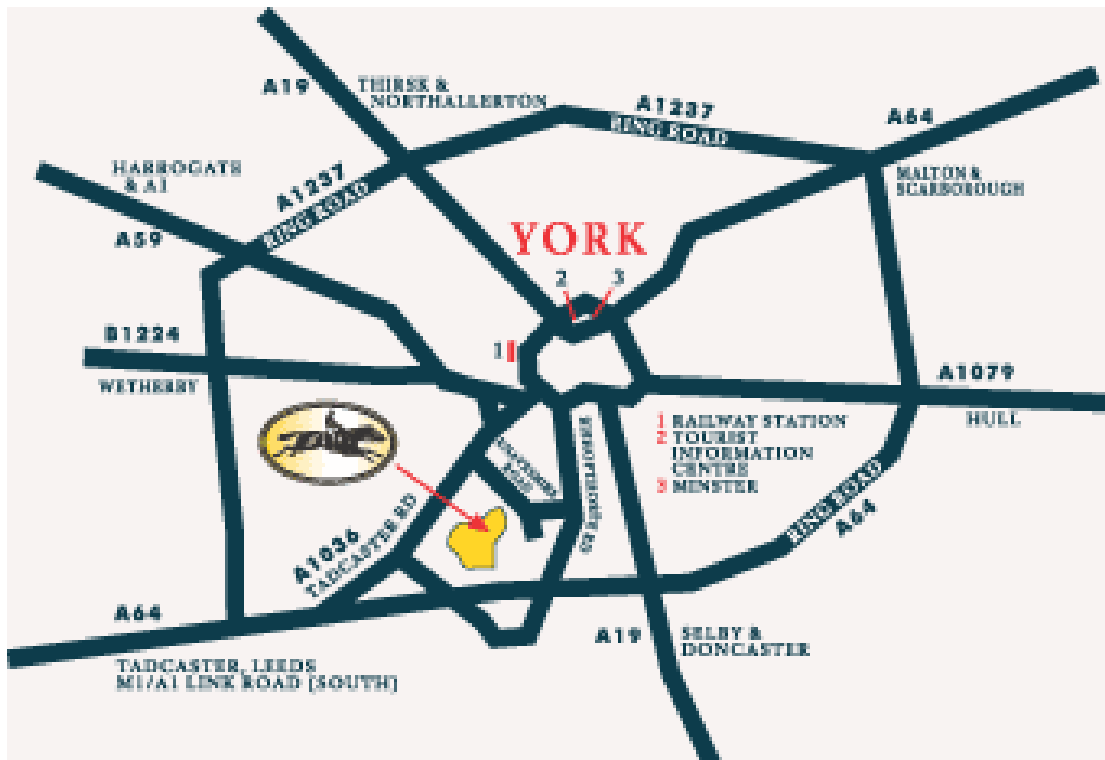 A19
THIRSK &
NORTHALLERTON
A1237
RING ROAD
A64
HARROGATE
& A1
A1237
RING ROAD
MALTON &
SCARBOROUGH
A59
YORK
2
3
B1224
1
WETHERBY
A1079
HULL
1 RAILWAY STATION
2 TOURIST
INFORMATION
CENTRE
3 MINSTER
ROAD
RING ROAD
A64
A1036
TADCASTER RD
A64
A19
SELBY &
DONCASTER
TADCASTER, LEEDS
M1/A1 LINK ROAD (SOUTH)